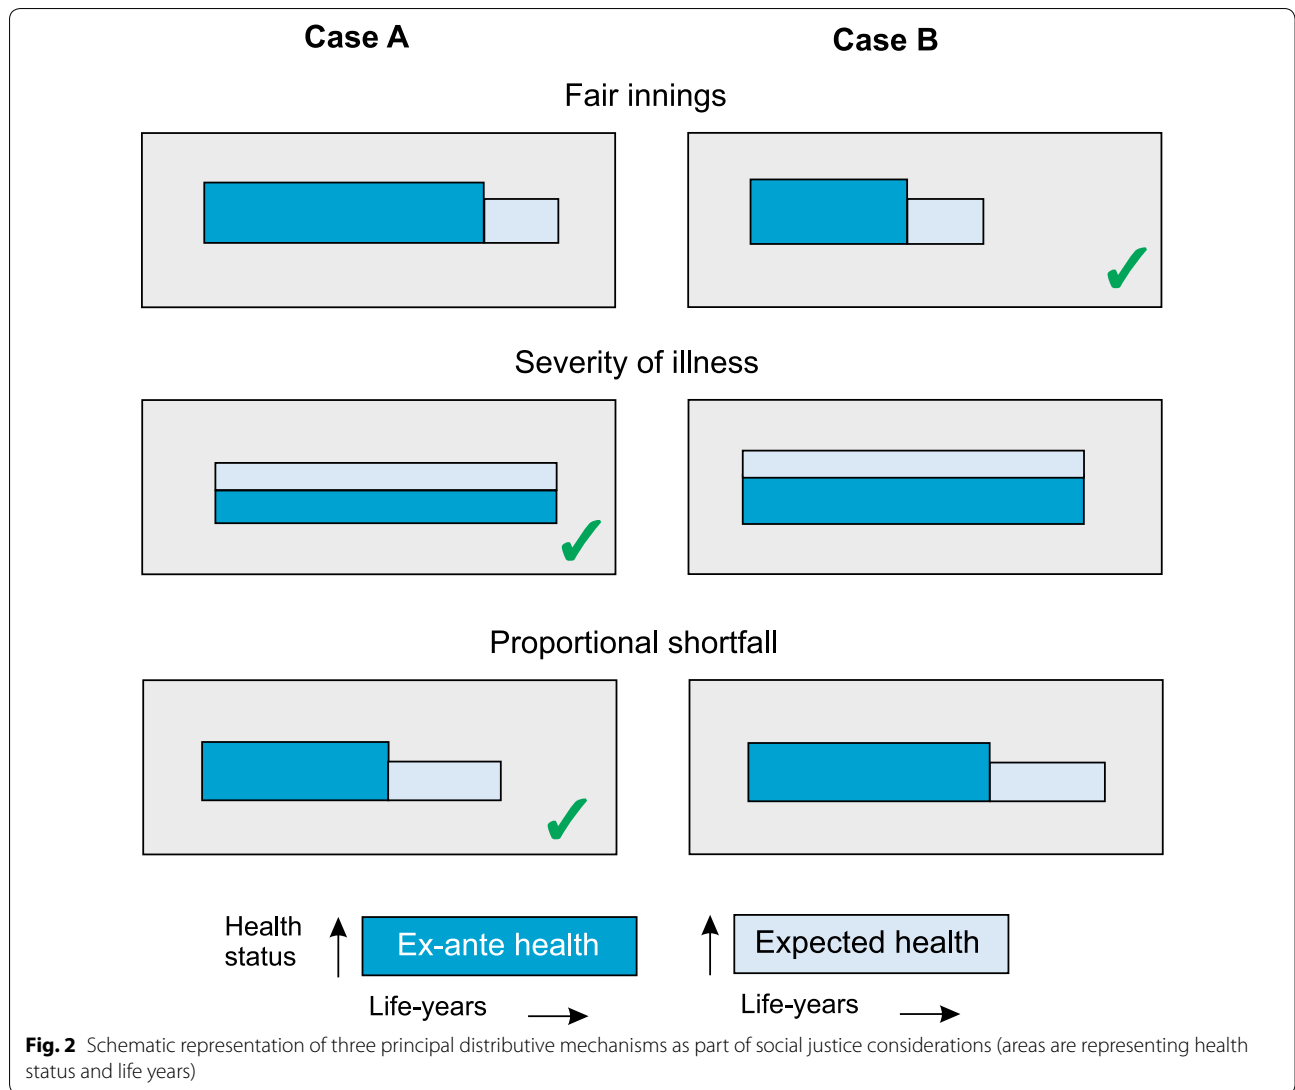 Case A
Case B
Fair innings
Severity of illness
Proportional shortfall
Health
status
Ex-ante health
Life-years
Expected health
Life-years
Fig. 2 Schematic representation of three principal distributive mechanisms as part of social justice considerations (areas are representing health
status and life years)